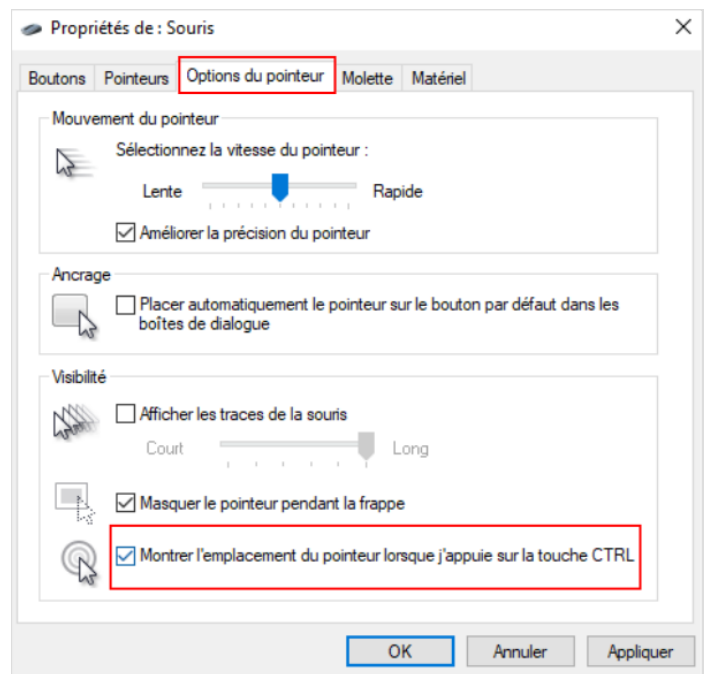 Propriétés de : Souris
Boutons Pointeurs Options du pointeur Molette Matériel
Mouvement du pointeur
Sélectionnez la vitesse du pointeur :
Lente Rapide
Améliorer la précision du pointeur
Ancrage
Placer automatiquement le pointeur sur le bouton par défaut dans les
boîtes de dialogue
Visibilité
Afficher les traces de la souris
Court Long
Masquer le pointeur pendant la frappe
Montrer l'emplacement du pointeur lorsque j'appuie sur la touche CTRL
OK Annuler Appliquer